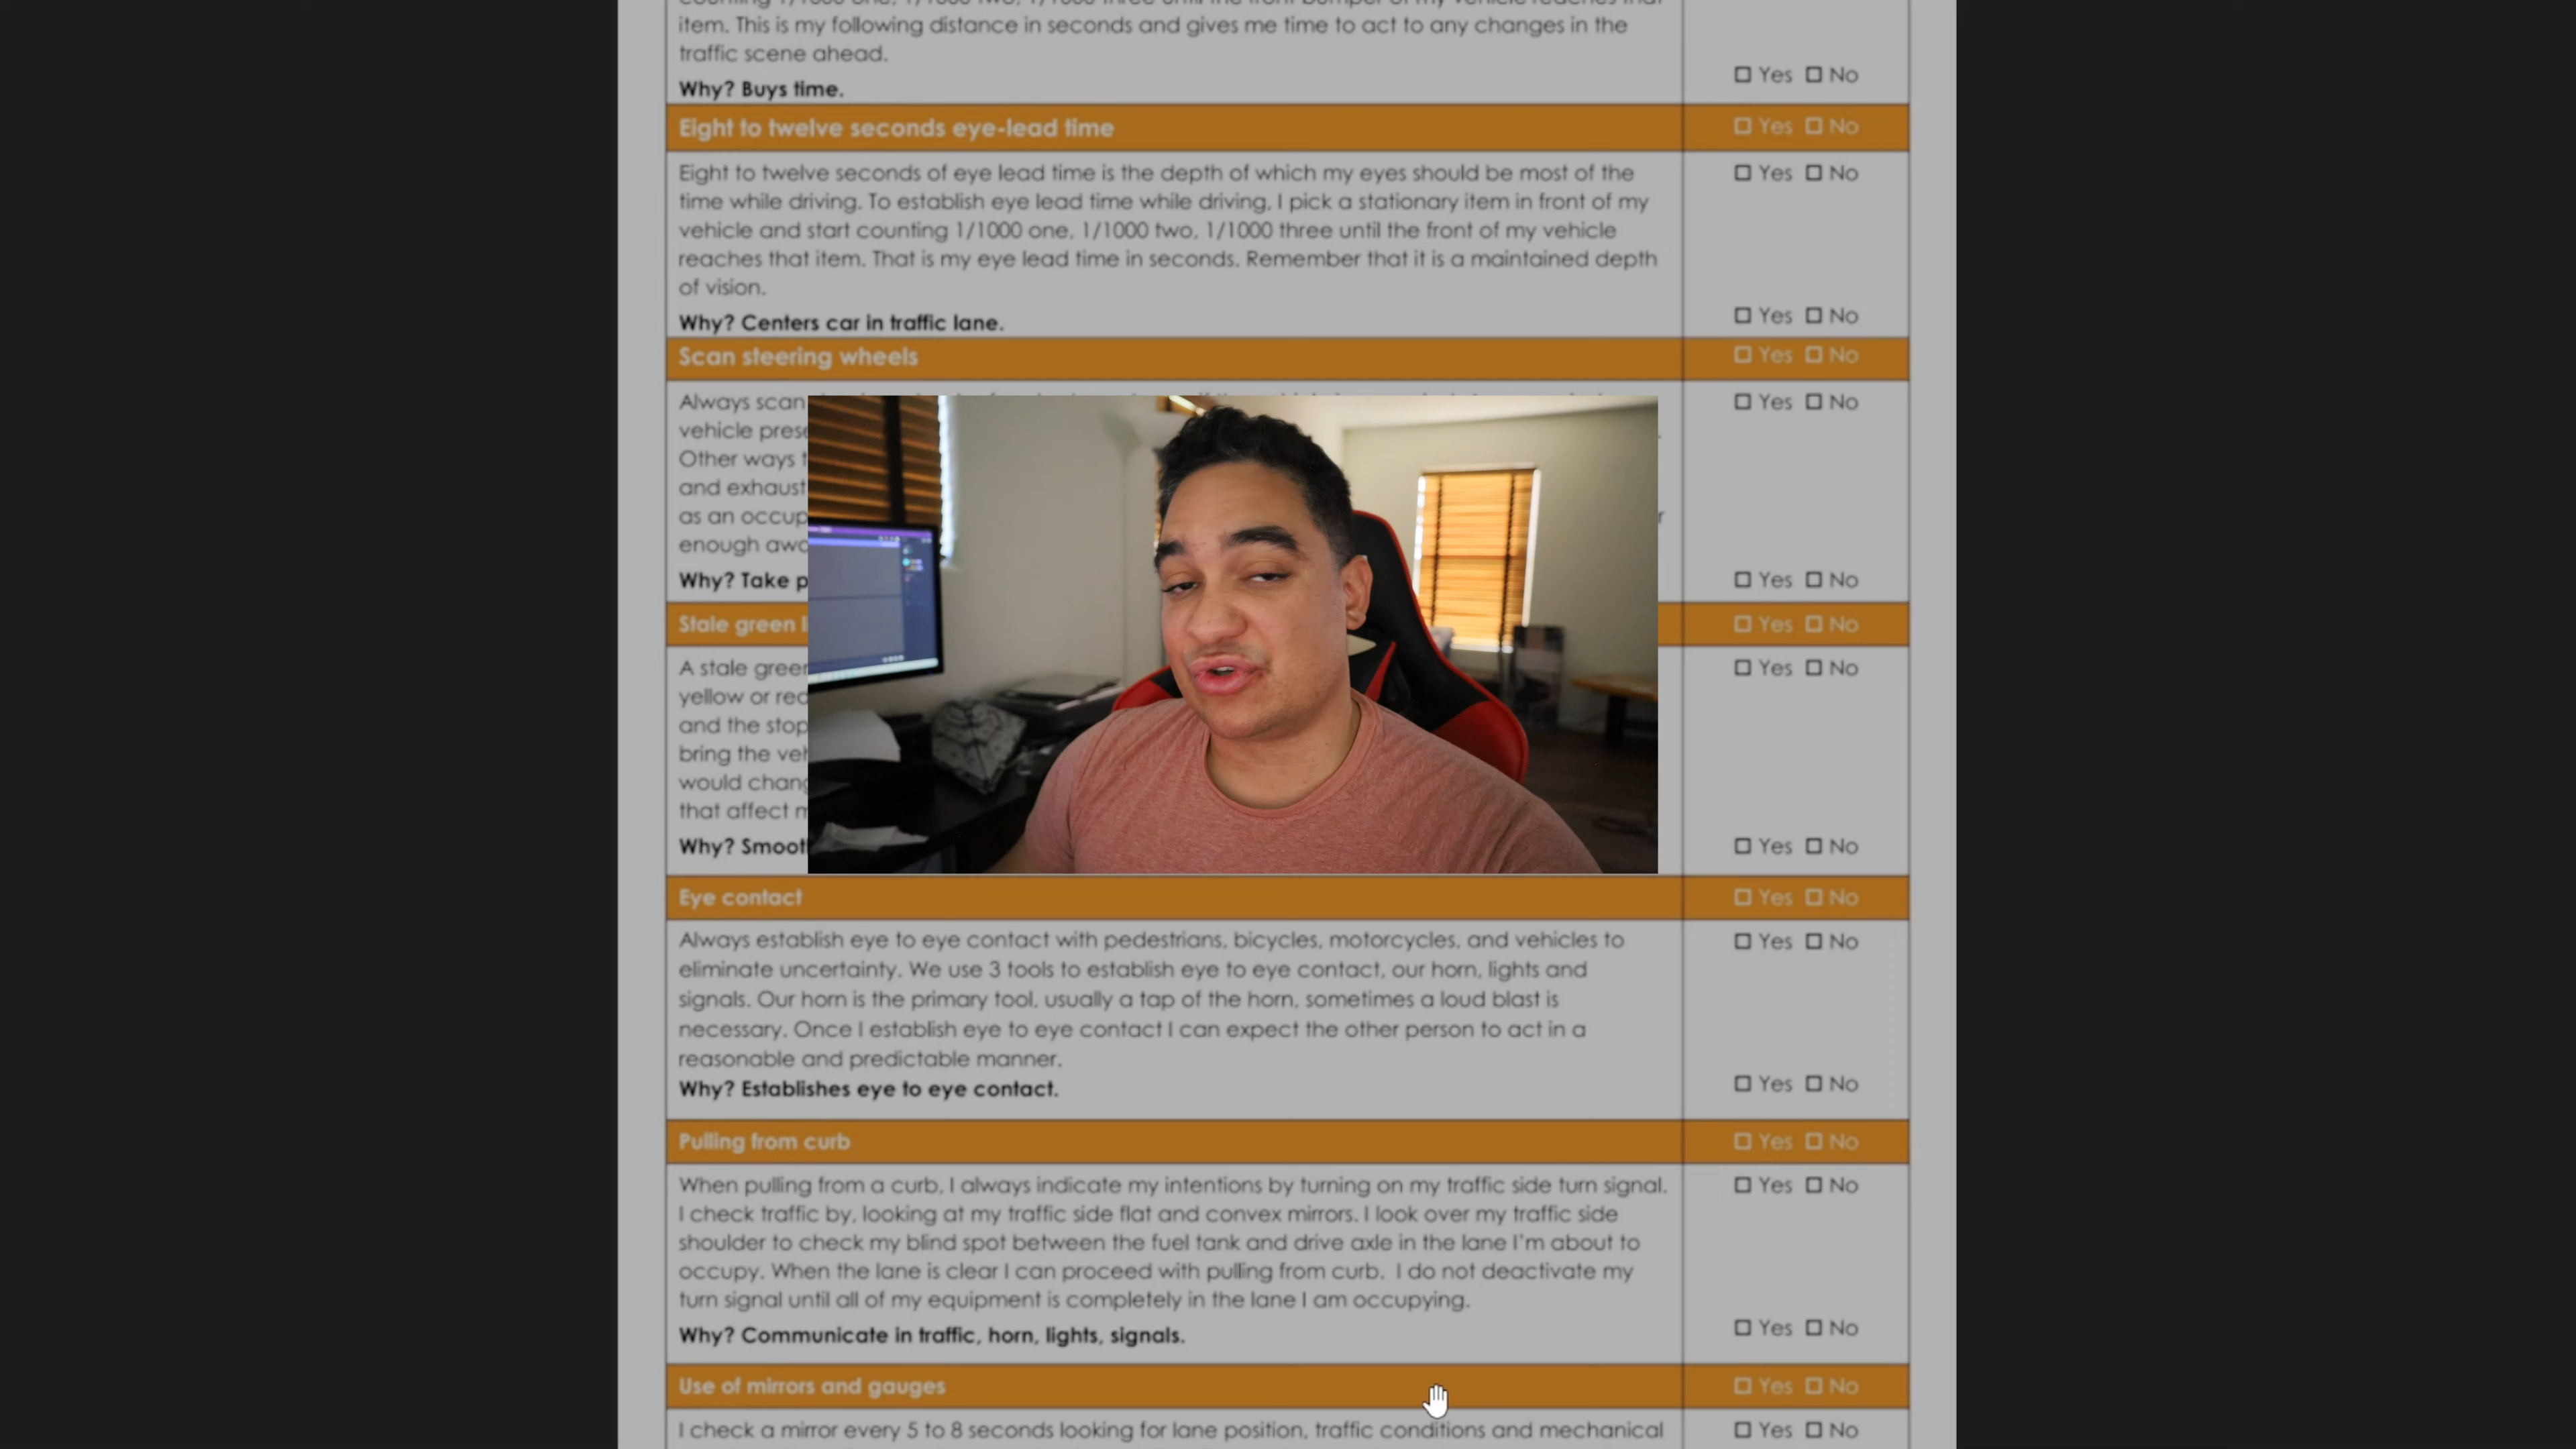 item. This is my following distance in seconds and gives me time to act to any changes in the
traffic scene ahead.
Why? Buys time.
☐ Yes ☐ No
Eight to twelve seconds eye-lead time
☐ Yes ☐ No
Eight to twelve seconds of eye lead time is the depth of which my eyes should be most of the
☐ Yes ☐ No
time while driving. To establish eye lead time while driving, I pick a stationary item in front of my
vehicle and start counting 1/1000 one, 1/1000 two, 1/1000 three until the front of my vehicle
reaches that item. That is my eye lead time in seconds. Remember that it is a maintained depth
of vision.
Why? Centers car in traffic lane.
☐ Yes ☐ No
Scan steering wheels
☐ Yes ☐ No
Always scan
☐ Yes ☐ No
vehicle
Other ways
and exhaust
as an
enough
Why? Take
☐ Yes ☐ No
Stale green
☐ Yes ☐ No
A stale green
☐ Yes ☐ No
yellow or
and the stop
bring the
would
that affect
Why?
☐ Yes ☐ No
Eye contact
☐ Yes ☐ No
Always establish eye to eye contact with pedestrians, bicycles, motorcycles, and vehicles to
☐ Yes ☐ No
eliminate uncertainty. We use 3 tools to establish eye to eye contact, our horn, lights and
signals. Our horn is the primary tool, usually a tap of the horn, sometimes a loud blast is
necessary. Once I establish eye to eye contact I can expect the other person to act in a
reasonable and predictable manner.
Why? Establishes eye to eye contact.
☐ Yes ☐ No
Pulling from curb
☐ Yes ☐ No
When pulling from a curb, I always indicate my intentions by turning on my traffic side turn signal.
☐ Yes ☐ No
I check traffic by, looking at my traffic side flat and convex mirrors. I look over my traffic side
shoulder to check my blind spot between the fuel tank and drive axle in the lane I'm about to
occupy. When the lane is clear I can proceed with pulling from curb. I do not deactivate my
turn signal until all of my equipment is completely in the lane I am occupying.
Why? Communicate in traffic, horn, lights, signals.
☐ Yes ☐ No
Use of mirrors and gauges
☐ Yes ☐ No
I check a mirror every 5 to 8 seconds looking for lane position, traffic conditions and mechanical
☐ Yes ☐ No